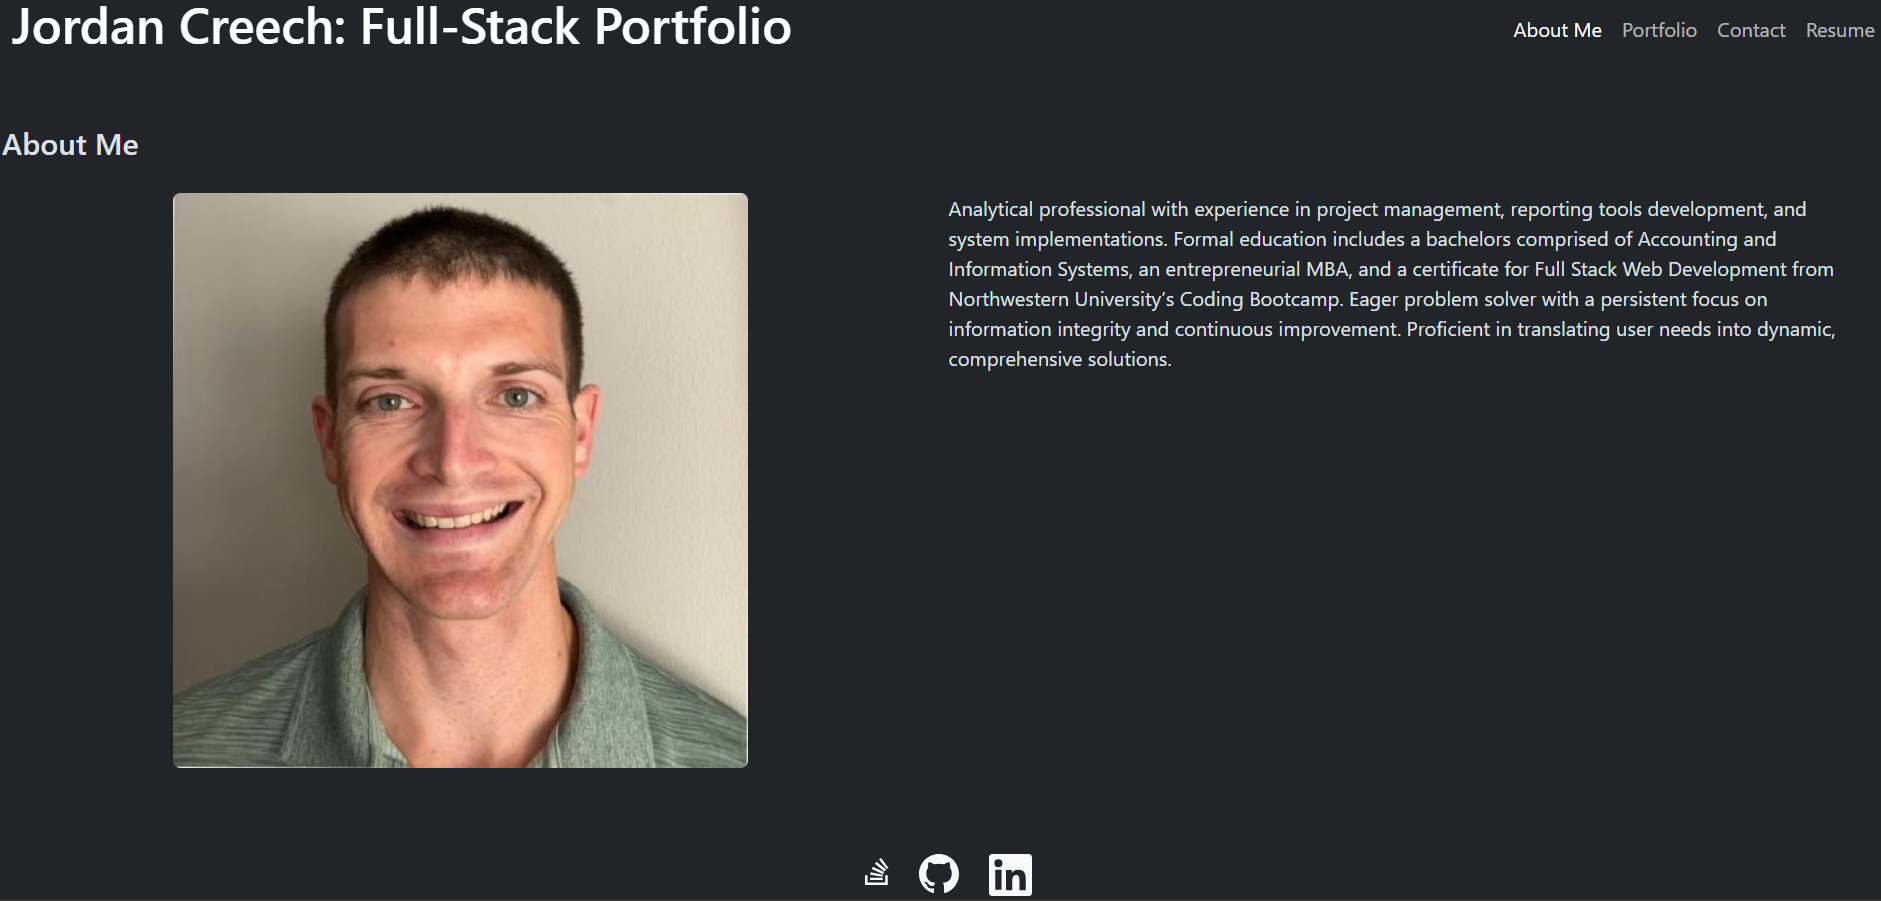 Jordan Creech: Full-Stack Portfolio
About Me Portfolio Contact Resume
About Me
Analytical professional with experience in project management, reporting tools development, and
system implementations. Formal education includes a bachelors comprised of Accounting and
Information Systems, an entrepreneurial MBA, and a certificate for Full Stack Web Development from
Northwestern University’s Coding Bootcamp. Eager problem solver with a persistent focus on
information integrity and continuous improvement. Proficient in translating user needs into dynamic,
comprehensive solutions.
in